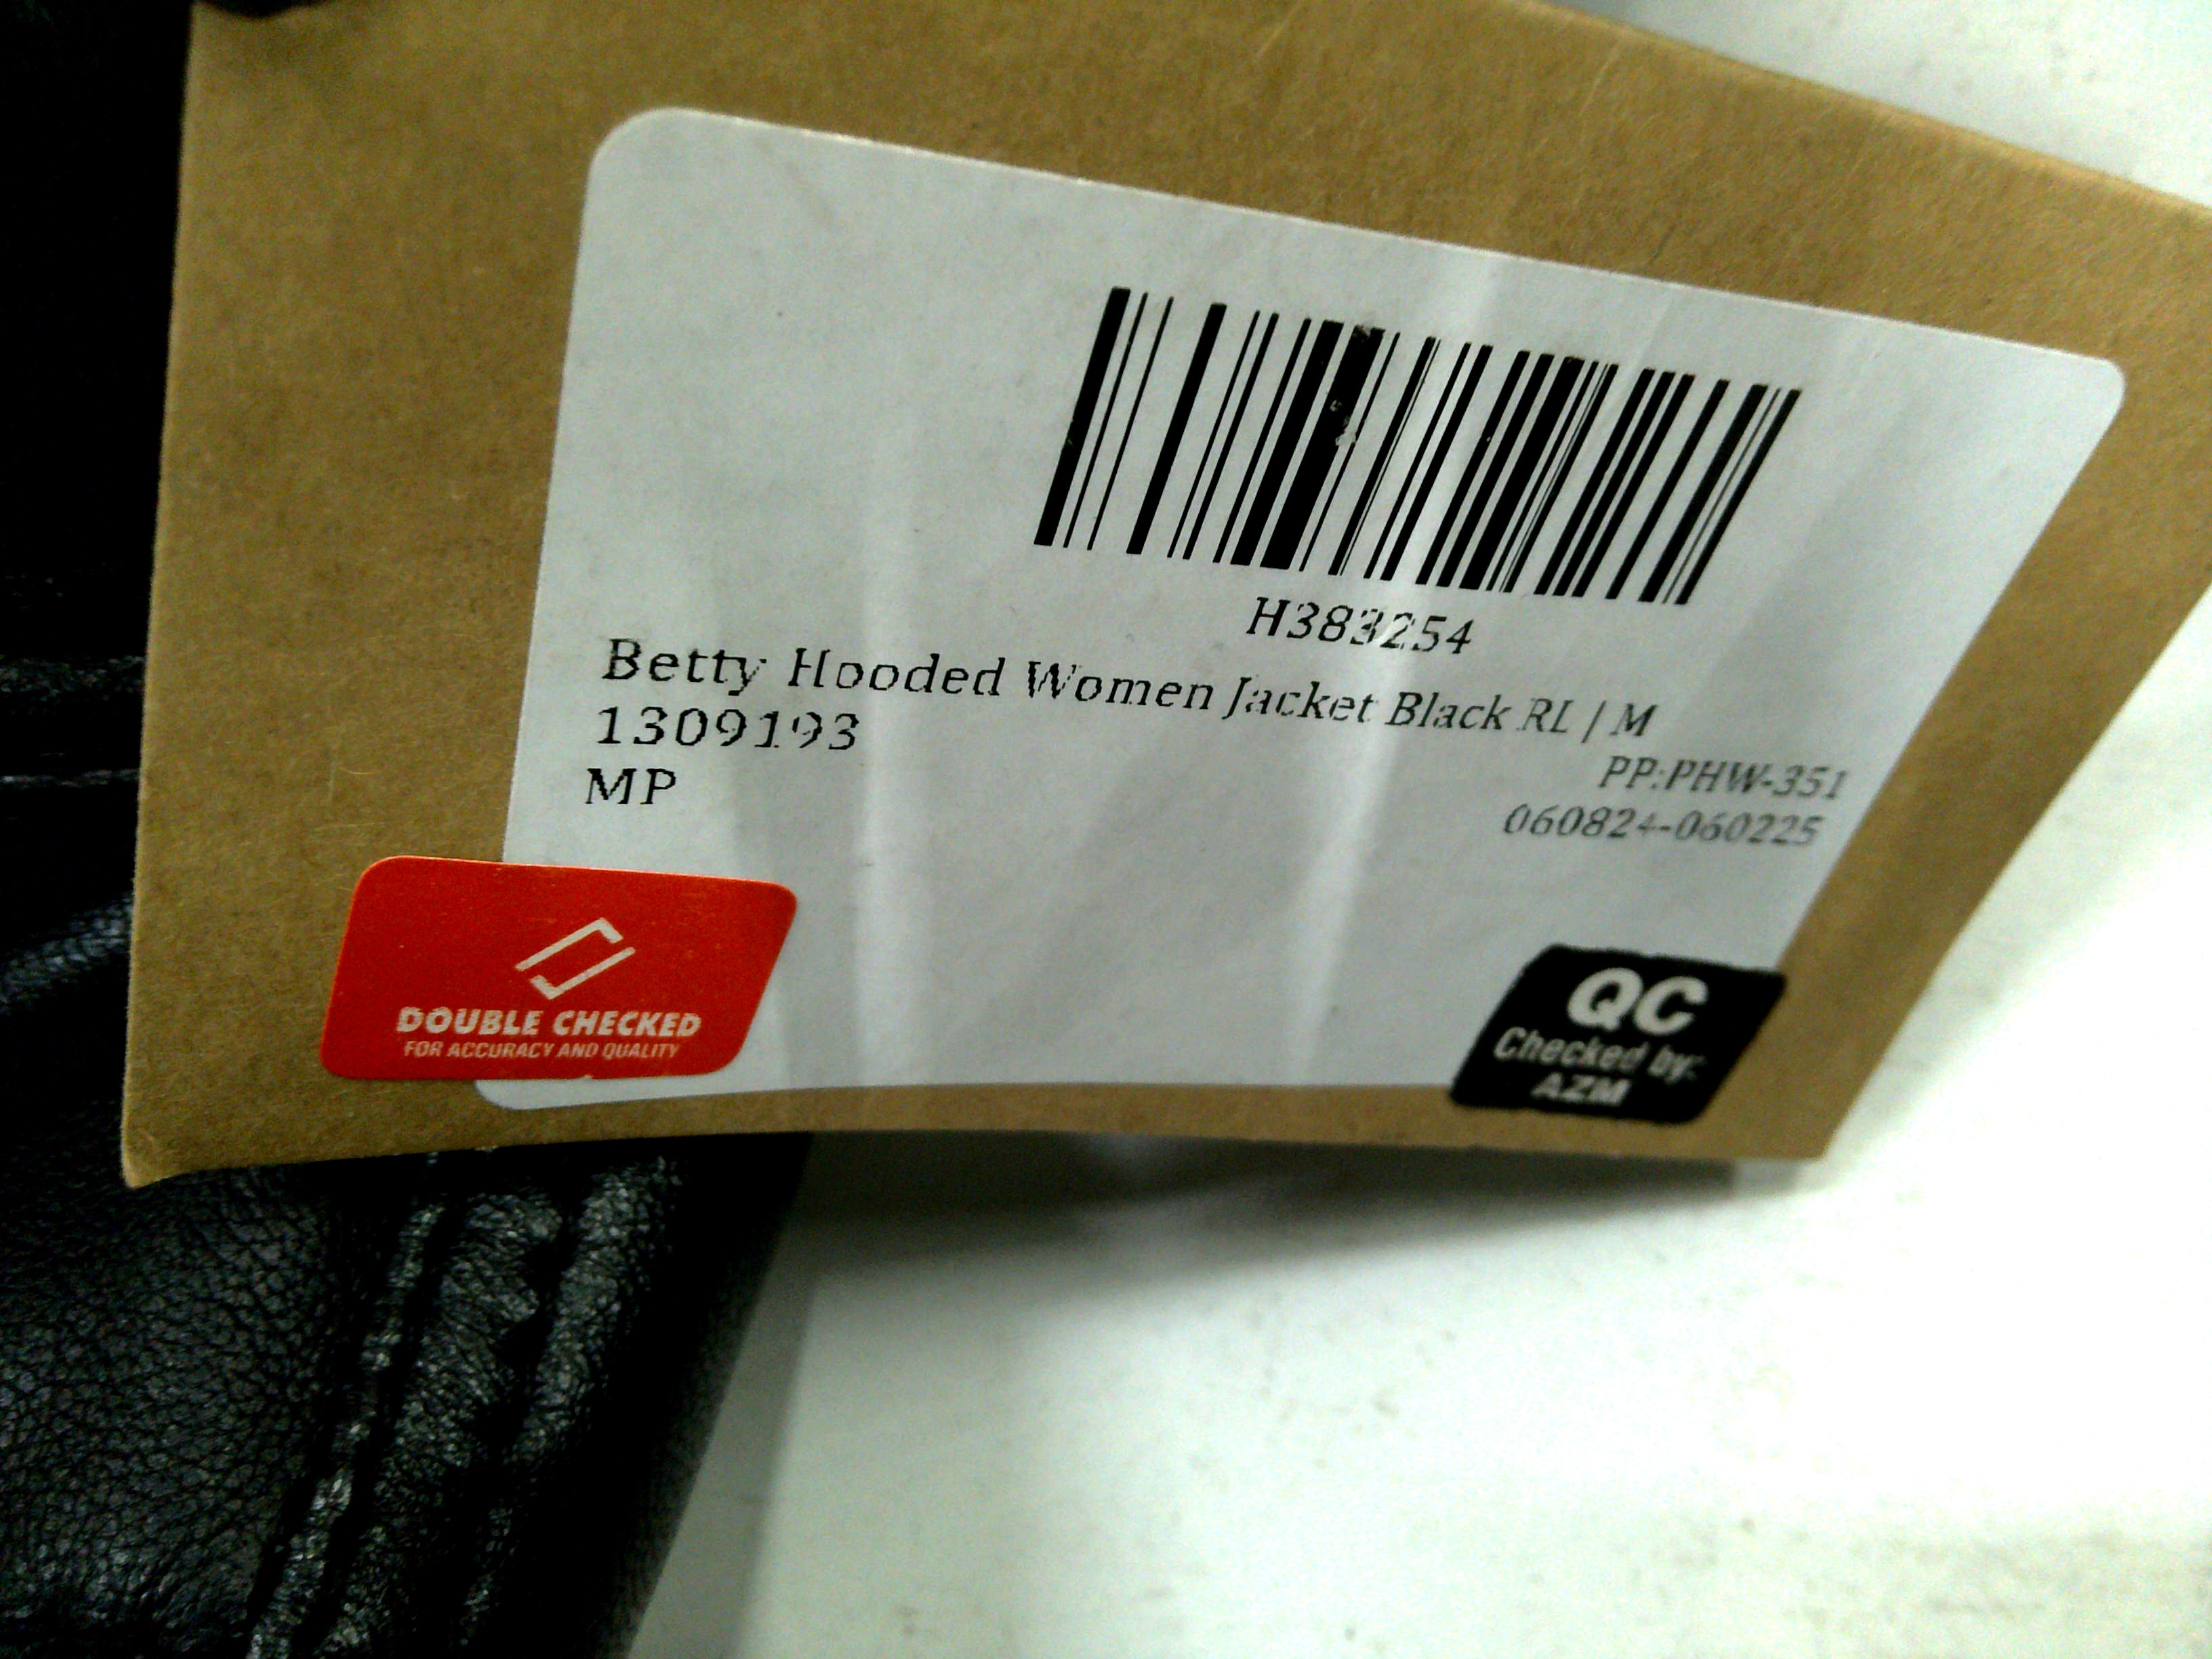 H383254
Betty Hooded Women Jacket Black RL / M
1309193
MP
PP:PHW-351
060824-060225
DOUBLE CHECKED
FOR ACCURACY AND QUALITY
QC
Checked by:
AZM